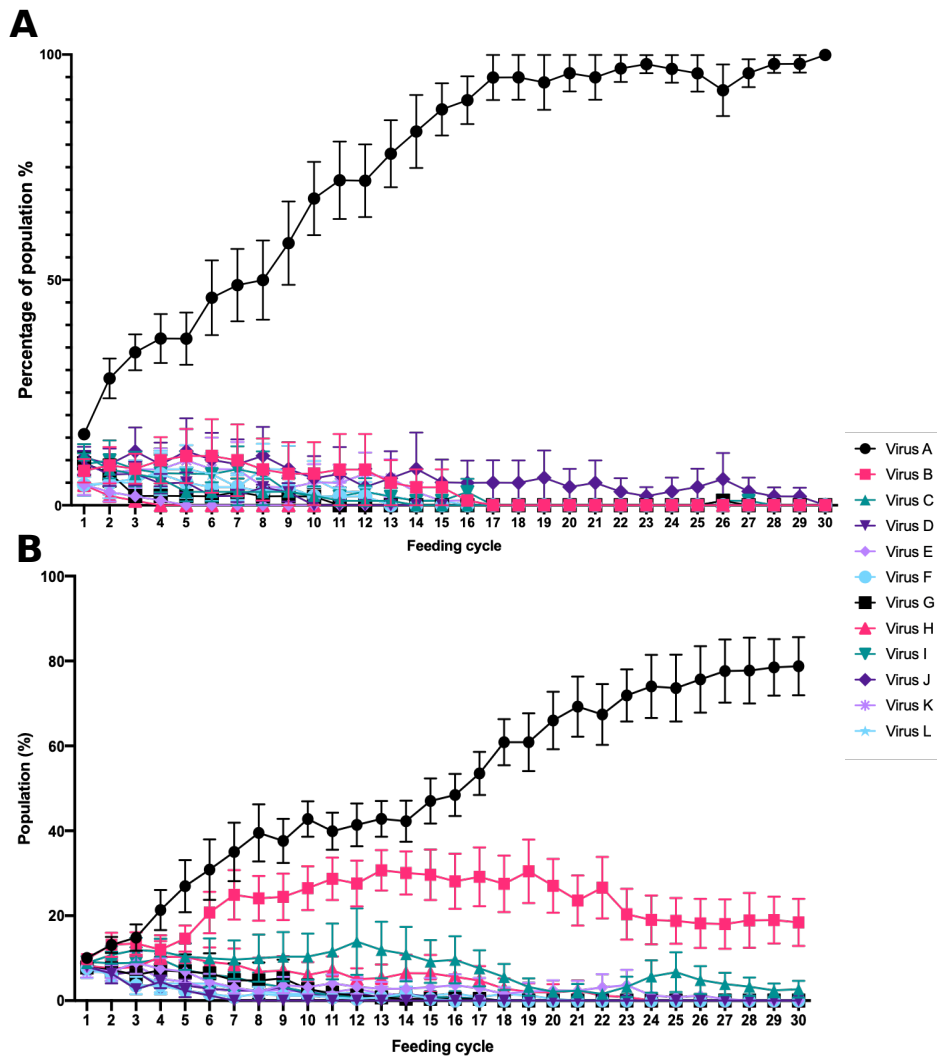 A
Percentage of population %
100
50
0
1 2 3 4 5 6 7 8 9 10 11 12 13 14 15 16 17 18 19 20 21 22 23 24 25 26 27 28 29 30
Feeding cycle
B
Population (%)
100
80
60
40
20
0
1 2 3 4 5 6 7 8 9 10 11 12 13 14 15 16 17 18 19 20 21 22 23 24 25 26 27 28 29 30
Feeding cycle
Virus A
Virus B
Virus C
Virus D
Virus E
Virus F
Virus G
Virus H
Virus I
Virus J
Virus K
Virus L